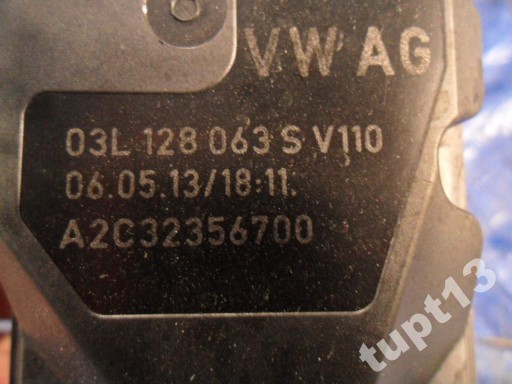 VW AG
03L 128 063 S V110
06.05.13/18:11.
A2C32356700
tupt13